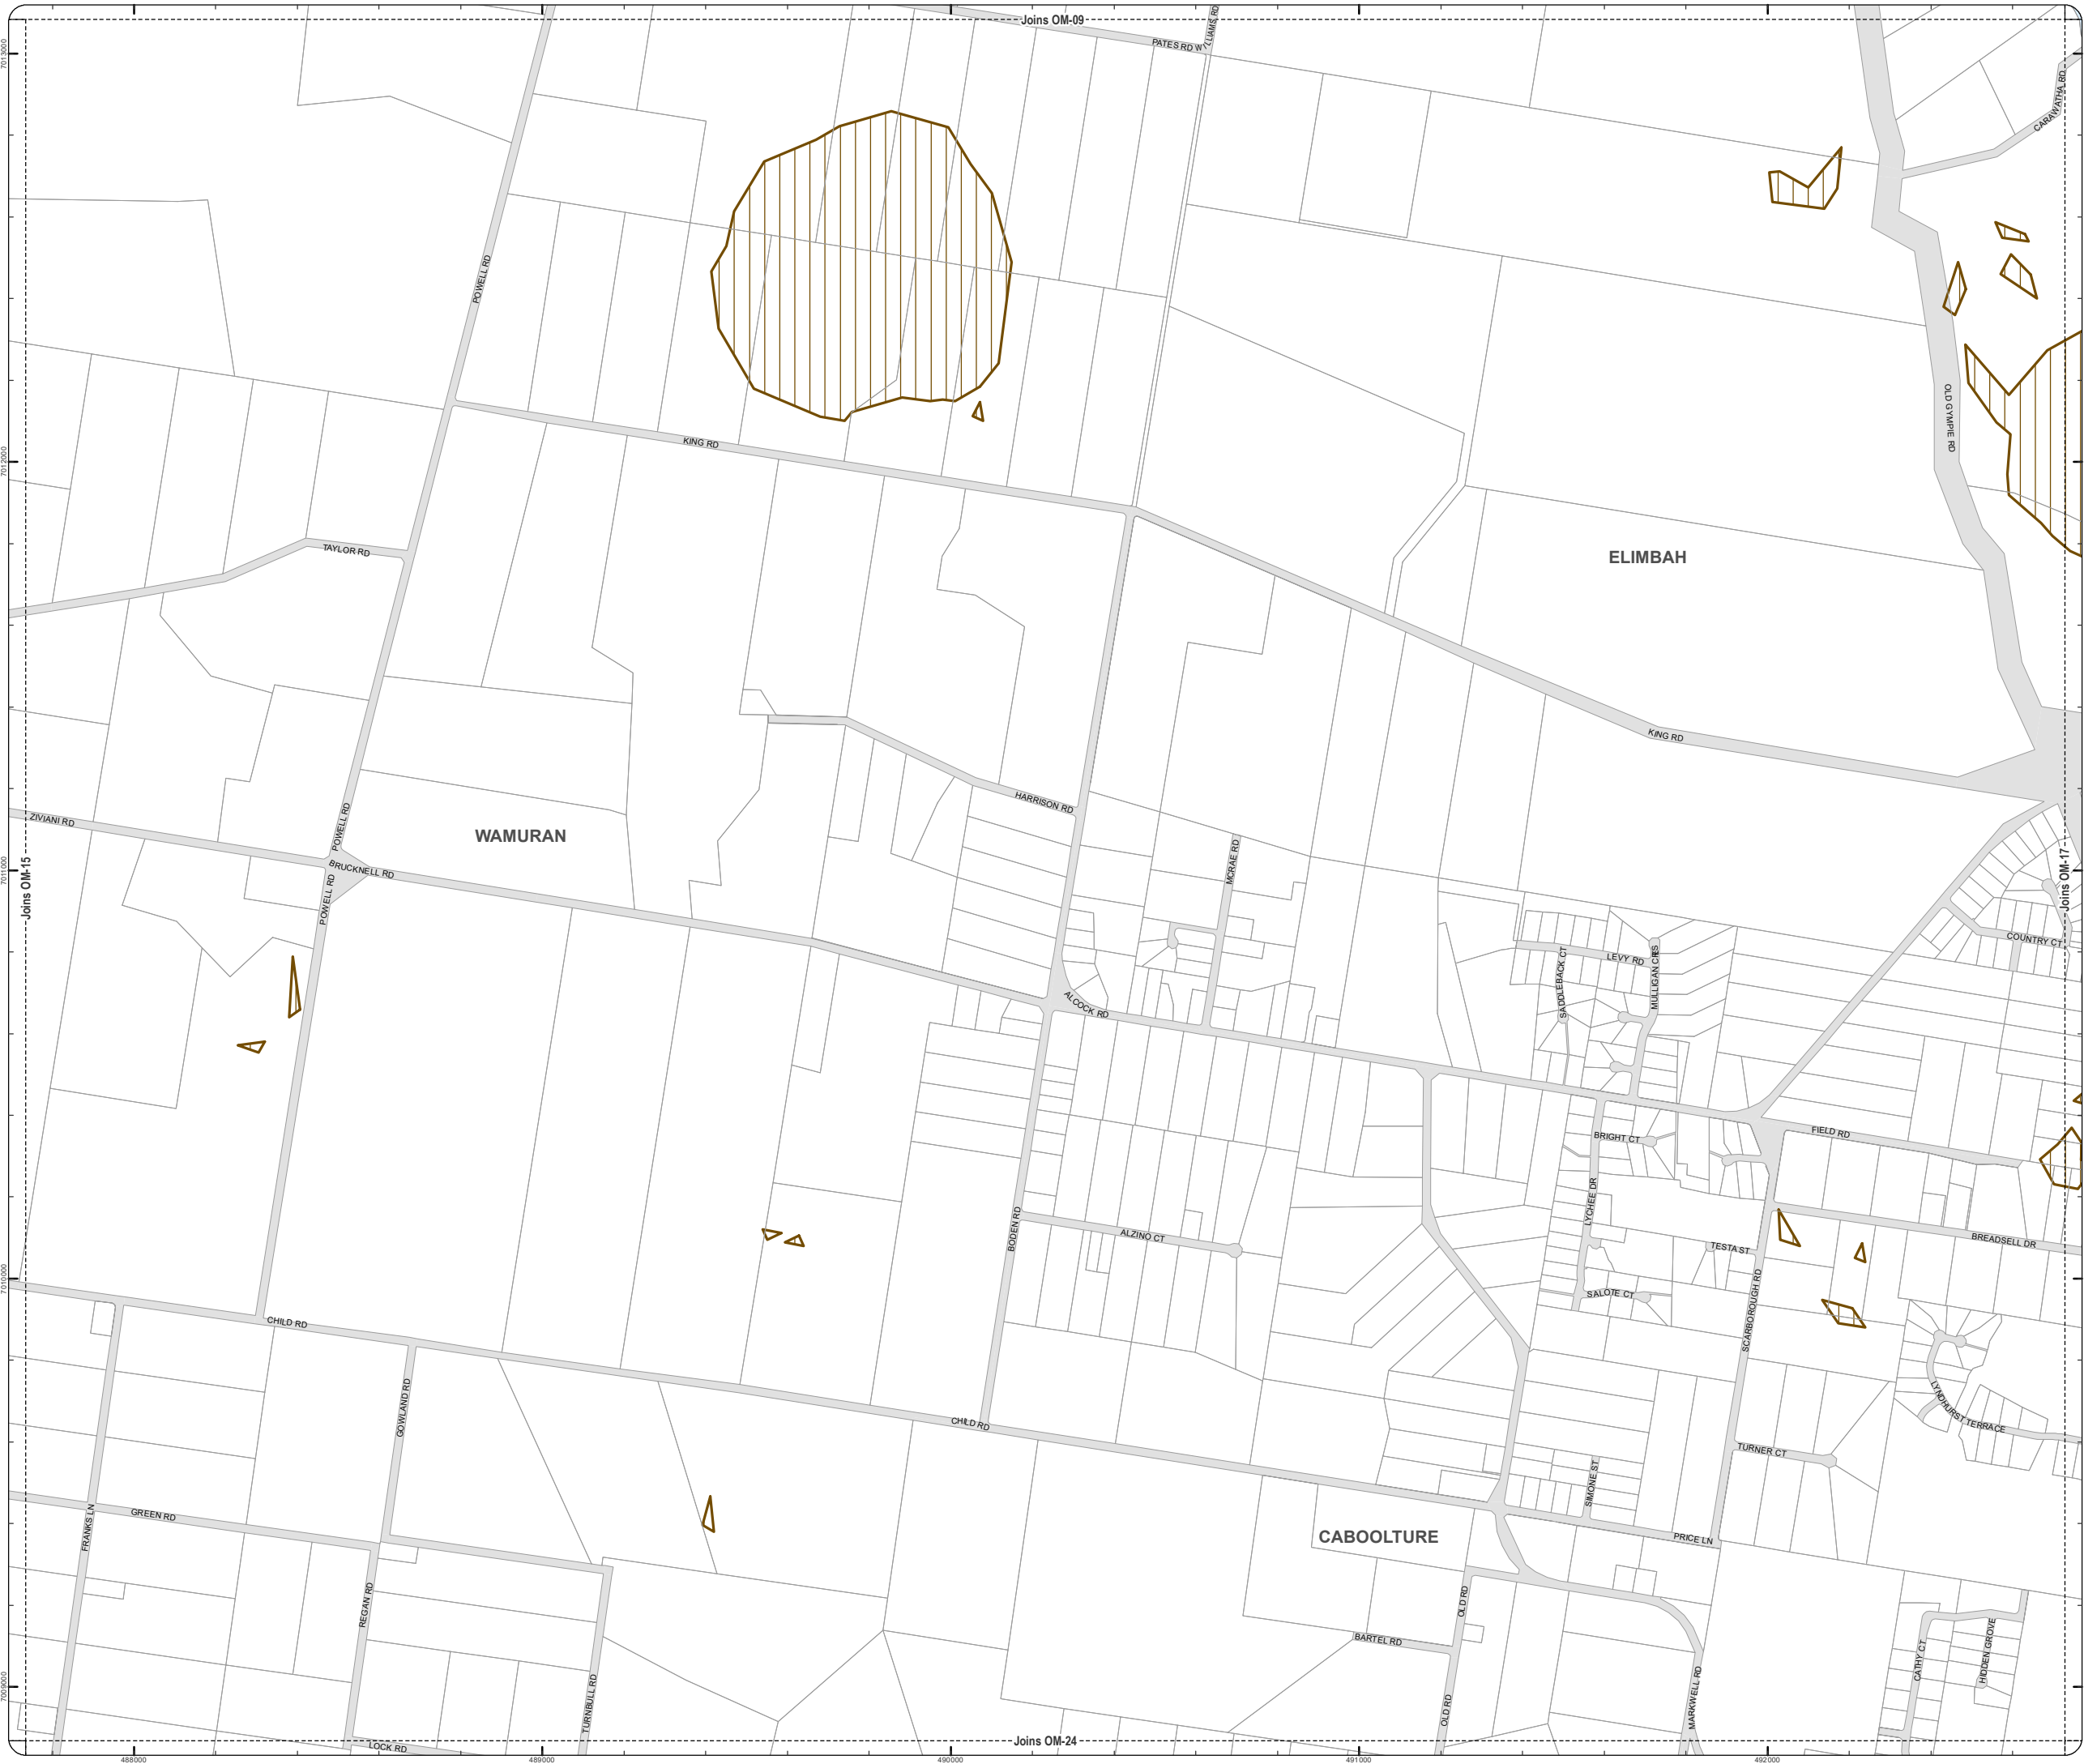 Joins OM-09
PATES RD
WILLIAMS RD
CARAWATHA RD
7013000
POWELL RD
OLD GYMPIE RD
KING RD
7012000
TAYLOR RD
ELIMBAH
KING RD
HARRISON RD
ZIVIANI RD
POWELL RD
WAMURAN
MCRAE RD
BRUCKNELL RD
7011000
Joins OM-15
Joins OM-17
POWELL RD
COUNTRY CT
LEVY RD
SADDLEBACK CT
MULLIGAN CRES
ALCOCK RD
FIELD RD
BRIGHT CT
LYCHEE DR
BODEN RD
ALZINO CT
TESTA ST
BREADSELL DR
7010000
SALOTE CT
SCARBOROUGH RD
CHILD RD
GOWLAND RD
CHILD RD
LYNDHURST TERRACE
TURNER CT
SIMONE ST
GREEN RD
FRANKS LN
CABOOLTURE
PRICE LN
REGAN RD
OLD RD
BARTEL RD
HIDDEN GROVE
CATHY CT
7009000
TURNBULL RD
OLD RD
MARKWELL RD
LOCK RD
Joins OM-24
488000
489000
490000
491000
492000